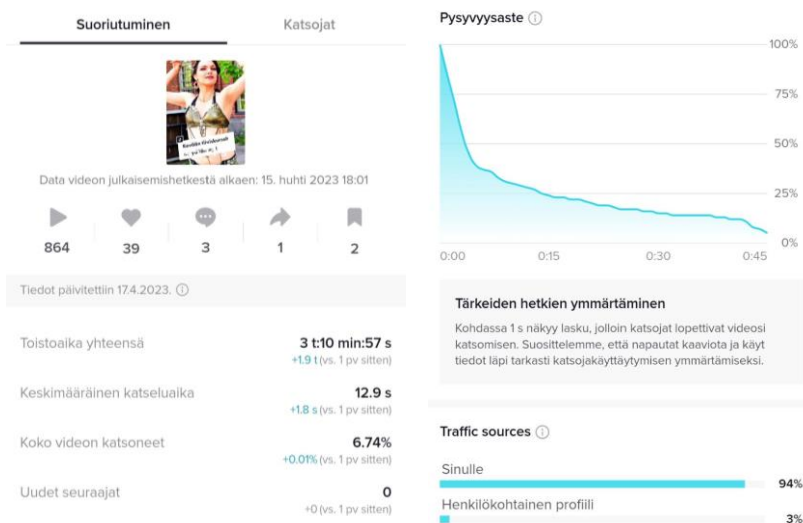 Suoriutuminen
Katsojat
Data videon julkaisemishetkestä alkaen: 15. huhti 2023 18:01
864
39
3
1
2
Tiedot päivitettiin 17.4.2023.
Toistoaika yhteensä
3 t:10 min:57 s
+1.9 t (vs. 1 pv sitten)
Keskimääräinen katseluaika
12.9 s
+1.8 s (vs. 1 pv sitten)
Koko videon katsoneet
6.74%
+0.01% (vs. 1 pv sitten)
Uudet seuraajat
0
+0 (vs. 1 pv sitten)
Pysyvyysaste
100%
75%
50%
25%
0%
0:00
0:15
0:30
0:45
Tärkeiden hetkien ymmärtäminen
Kohdassa 1 s näkyy lasku, jolloin katsojat lopettivat videosi
katsomisen. Suosittelemme, että napautat kaaviota ja käyt
tiedot läpi tarkasti katsojakäyttäytymisen ymmärtämiseksi.
Traffic sources
Sinulle
94%
Henkilökohtainen profiili
3%